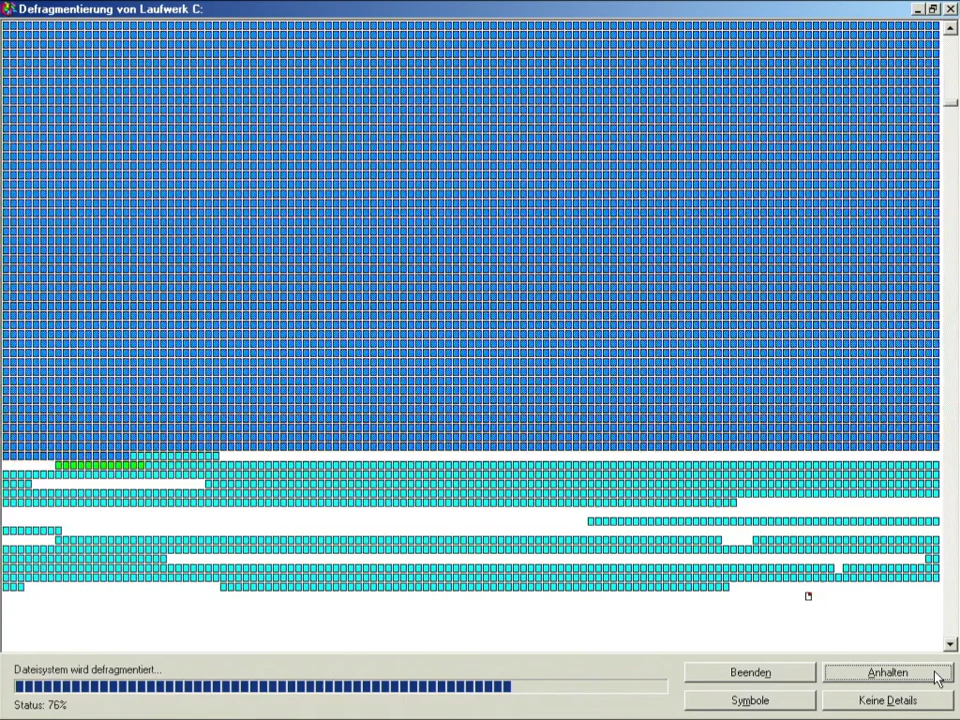 Defragmentierung von Laufwerk C:
Dateisystem wird defragmentiert...
Beenden
Anhalten
Status: 76%
Symbole
Keine Details